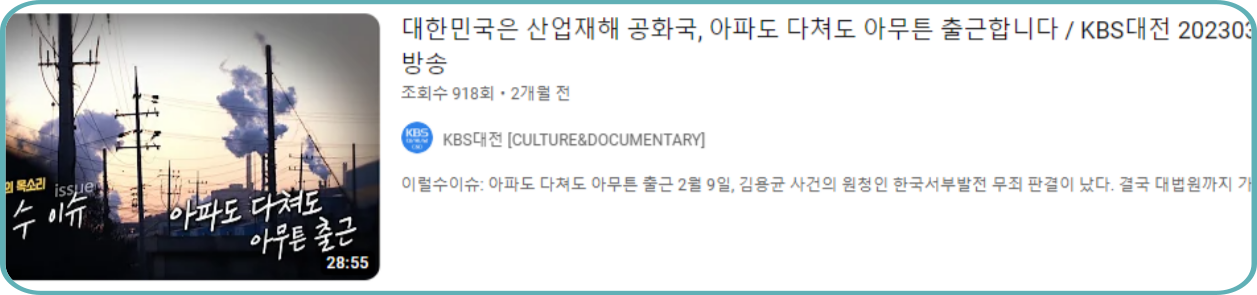 의 목소리 issue
수 이슈
아파도 다쳐도
아무튼 출근
28:55
대한민국은 산업재해 공화국, 아파도 다쳐도 아무튼 출근합니다 / KBS대전 202303
방송
조회수 918회 • 2개월 전
KBS
KBS대전 [CULTURE&DOCUMENTARY]
이럴수이슈: 아파도 다쳐도 아무튼 출근 2월 9일, 김용균 사건의 원청인 한국서부발전 무죄 판결이 났다. 결국 대법원까지 가